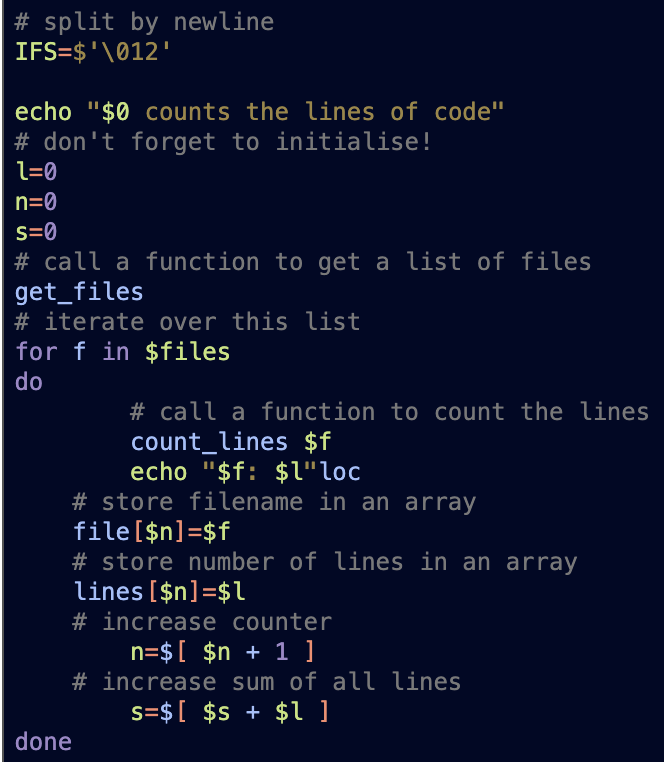 # split by newline
IFS=$'\012'

echo "$0 counts the lines of code"
# don't forget to initialise!
l=0
n=0
s=0
# call a function to get a list of files
get_files
# iterate over this list
for f in $files
do
        # call a function to count the lines
        count_lines $f
        echo "$f: $l"loc
    # store filename in an array
    file[$n]=$f
    # store number of lines in an array
    lines[$n]=$l
    # increase counter
        n=$[ $n + 1 ]
    # increase sum of all lines
        s=$[ $s + $l ]
done